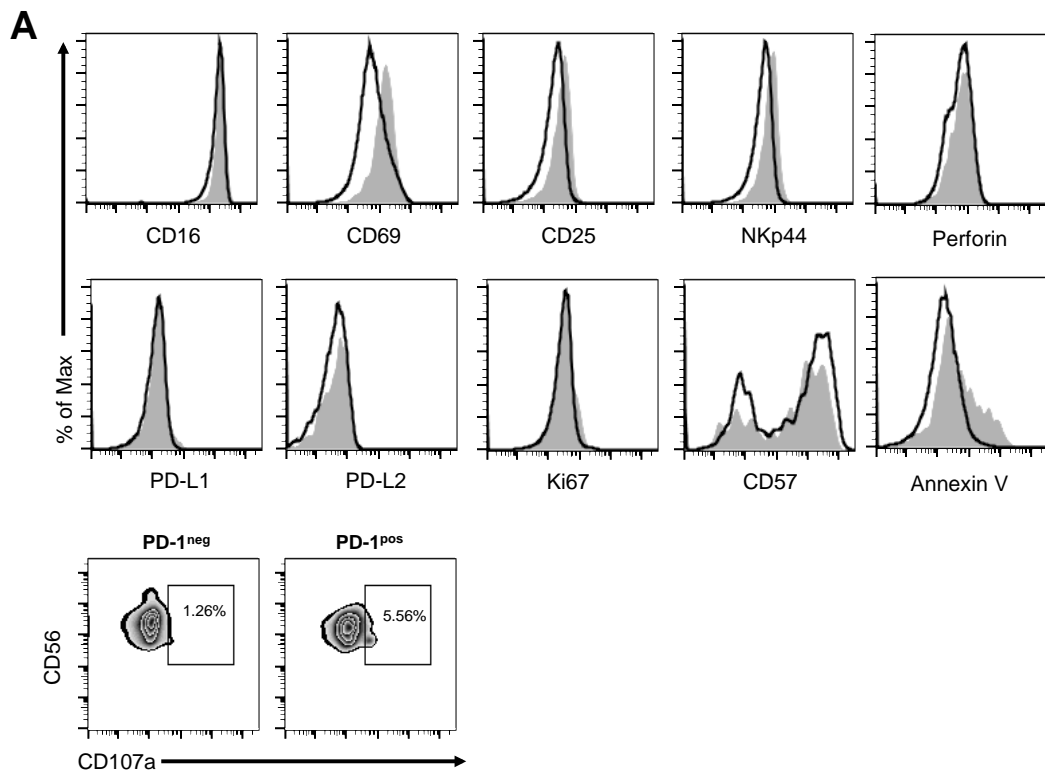 A
% of Max
CD16
CD69
CD25
NKp44
Perforin
PD-L1
PD-L2
Ki67
CD57
Annexin V
PD-1neg
PD-1pos
CD56
1.26%
5.56%
CD107a